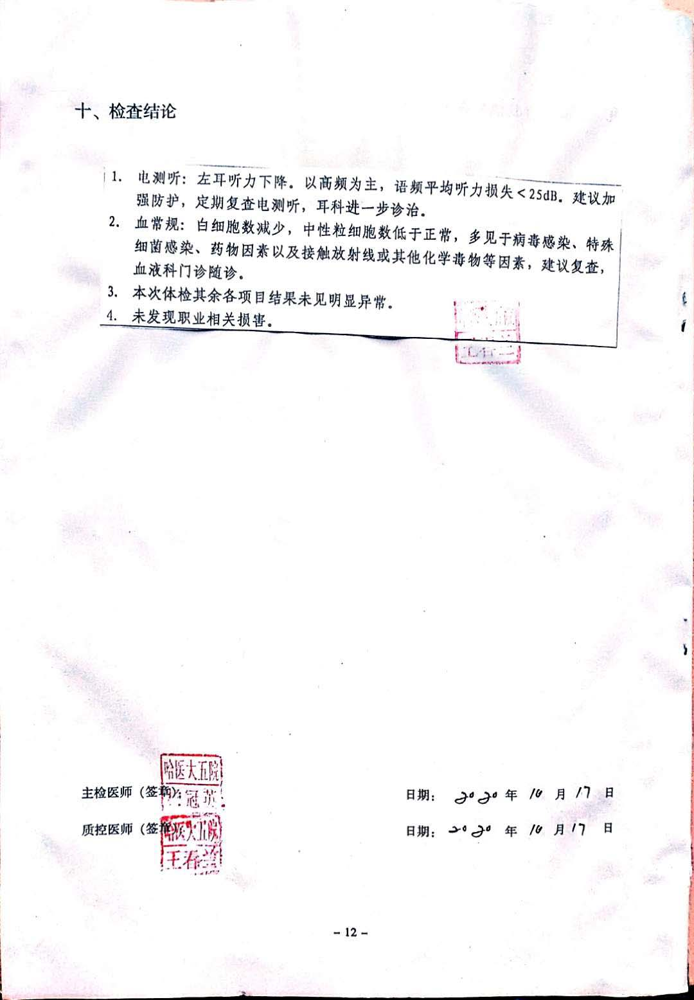 十、检查结论
1. 电测听：左耳听力下降。以高频为主，语频平均听力损失＜25dB。建议加
强防护，定期复查电测听，耳科进一步诊治。
2. 血常规：白细胞数减少，中性粒细胞数低于正常，多见于病毒感染、特殊
细菌感染、药物因素以及接触放射线或其他化学毒物等因素，建议复查，
血液科门诊随诊。
3. 本次体检其余各项目结果未见明显异常。
4. 未发现职业相关损害。
王春兰
哈医大五院
主检医师（签章）： 冠英 日期： 2020 年 10 月 17 日
哈医大五院
质控医师（签章） 日期： 2020 年 10 月 17 日
王春兰
- 12 -